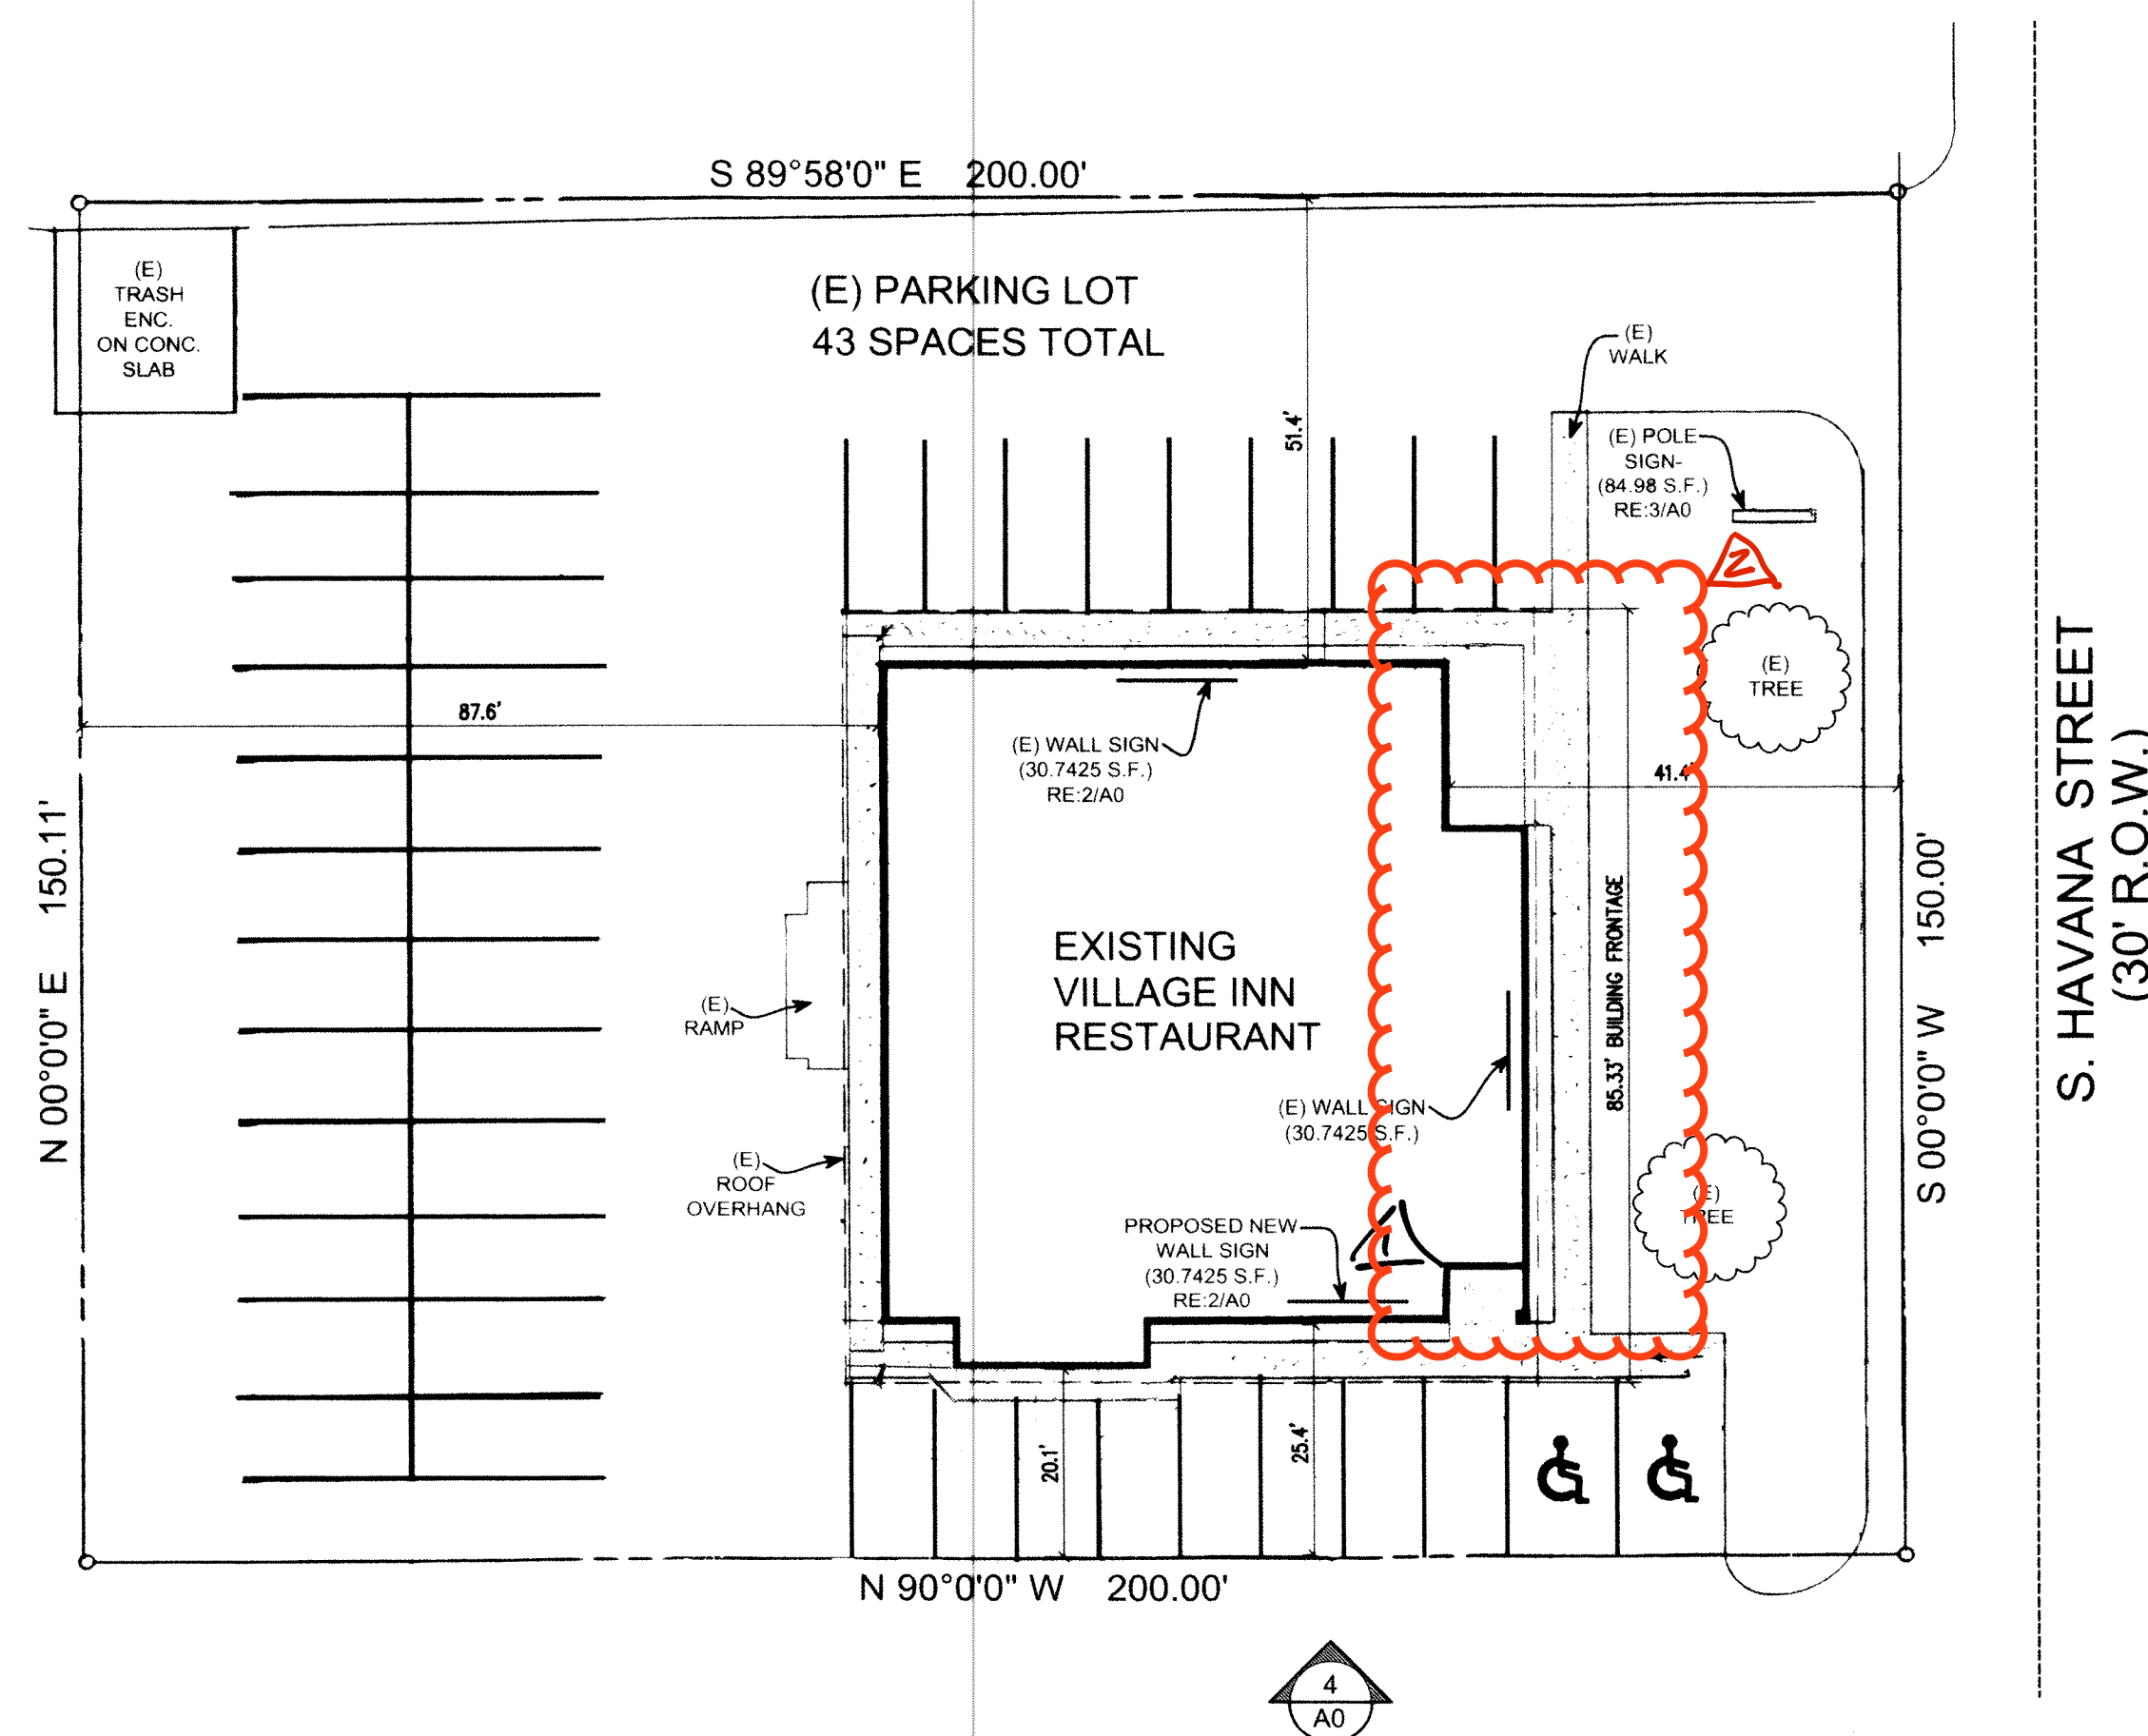 S 89°58'0" E 200.00'
(E)
TRASH
ENC.
ON CONC.
SLAB
(E) PARKING LOT
43 SPACES TOTAL
(E)
WALK
51.4'
(E) POLE
SIGN-
(84.98 S.F.)
RE:3/A0
2
(E)
TREE
87.6'
(E) WALL SIGN
(30.7425 S.F.)
RE:2/A0
41.4'
N 00°0'0" E 150.11'
EXISTING
VILLAGE INN
RESTAURANT
85.33' BUILDING FRONTAGE
S 00°0'0" W 150.00'
S. HAVANA STREET
(30' R.O.W.)
(E)
RAMP
(E) WALL SIGN
(30.7425 S.F.)
(E)
ROOF
OVERHANG
(E)
TREE
PROPOSED NEW
WALL SIGN
(30.7425 S.F.)
RE:2/A0
20.1'
25.4'
N 90°0'0" W 200.00'
4
A0